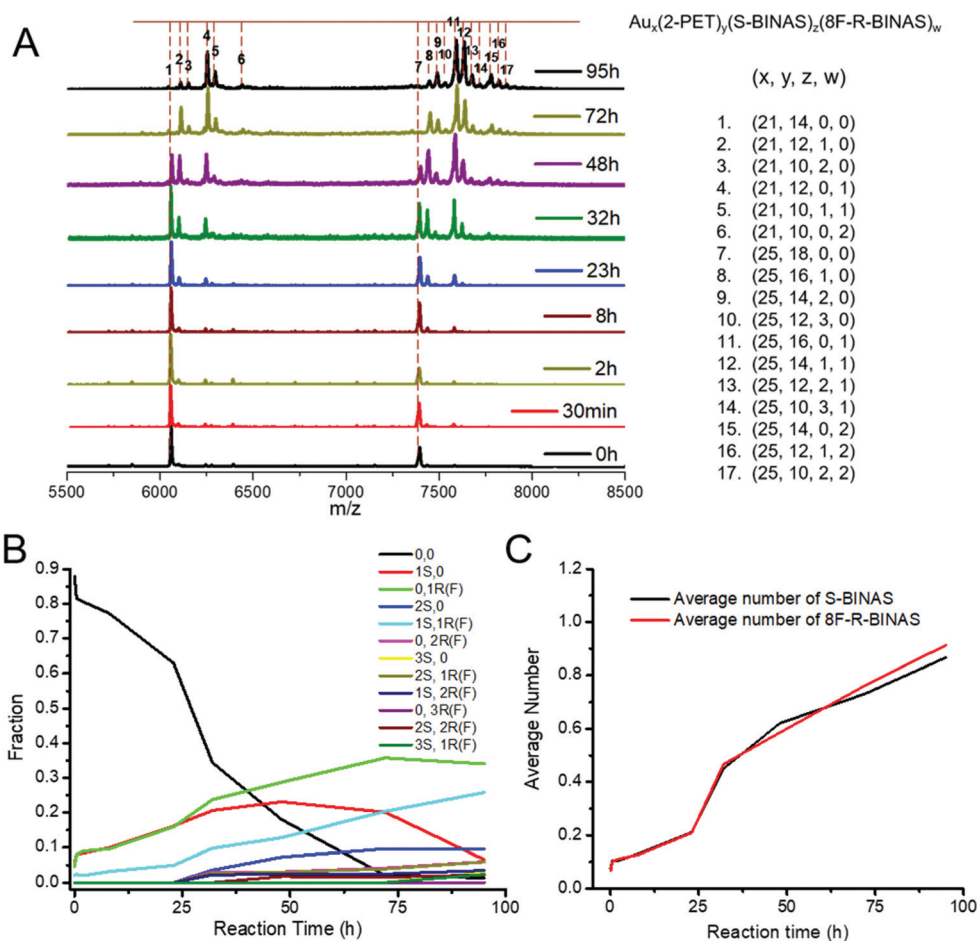 A
Auₓ(2-PET)ᵧ(S-BINAS)z(8F-R-BINAS)w
1
2
3
4
5
6
7
8
9
10
11
12
13
14
15
16
17
95h
72h
48h
32h
23h
8h
2h
30min
0h
5500 6000 6500 7000 7500 8000 8500
m/z
(x, y, z, w)
1. (21, 14, 0, 0)
2. (21, 12, 1, 0)
3. (21, 10, 2, 0)
4. (21, 12, 0, 1)
5. (21, 10, 1, 1)
6. (21, 10, 0, 2)
7. (25, 18, 0, 0)
8. (25, 16, 1, 0)
9. (25, 14, 2, 0)
10. (25, 12, 3, 0)
11. (25, 16, 0, 1)
12. (25, 14, 1, 1)
13. (25, 12, 2, 1)
14. (25, 10, 3, 1)
15. (25, 14, 0, 2)
16. (25, 12, 1, 2)
17. (25, 10, 2, 2)
B
Fraction
0.9
0.8
0.6
0.5
0.3
0.2
0.0
0 25 50 75 100
Reaction Time (h)
0,0
1S,0
0,1R(F)
2S,0
1S,1R(F)
0, 2R(F)
3S, 0
2S, 1R(F)
1S, 2R(F)
0, 3R(F)
2S, 2R(F)
3S, 1R(F)
C
Average Number
1.2
1.0
0.8
0.6
0.4
0.2
0.0
0 25 50 75 100
Reaction time (h)
Average number of S-BINAS
Average number of 8F-R-BINAS